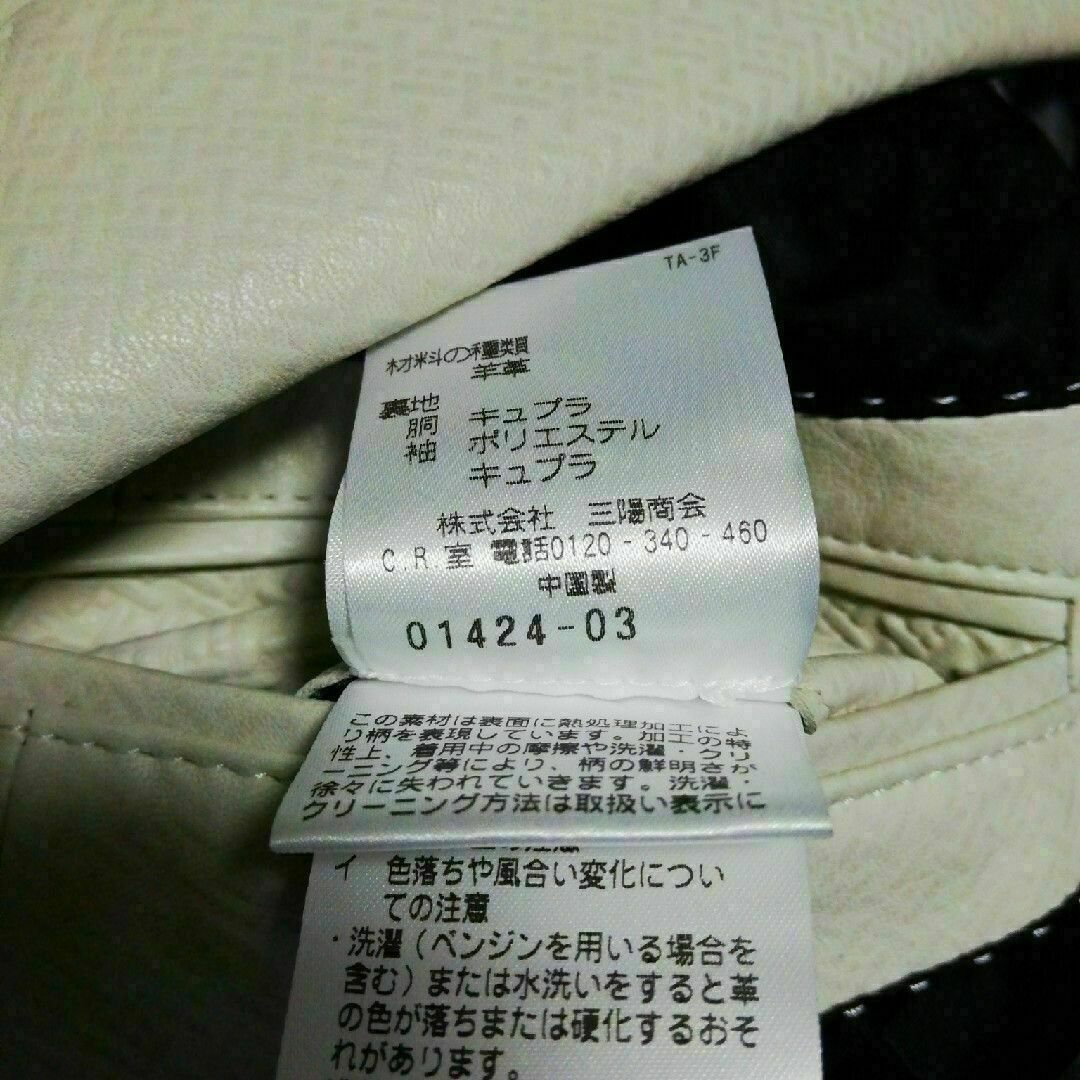 TA-3F
材料の種類
羊革
裏地
胴 キュプラ
袖 ポリエステル
キュプラ
株式会社 三陽商会
C.R.室 電話0120-340-460
中国製
01424-03
この素材は表面に熱処理加工によ
り柄を表現しています。加工の特
性上、着用中の摩擦や洗濯・クリ
ーニング等により、柄の鮮明さが
徐々に失われていきます。洗濯・
クリーニング方法は取扱い表示に
イ 色落ちや風合い変化につい
ての注意
・洗濯(ベンジンを用いる場合を
含む)または水洗いをすると革
の色が落ちまたは硬化するおそ
れがあります。